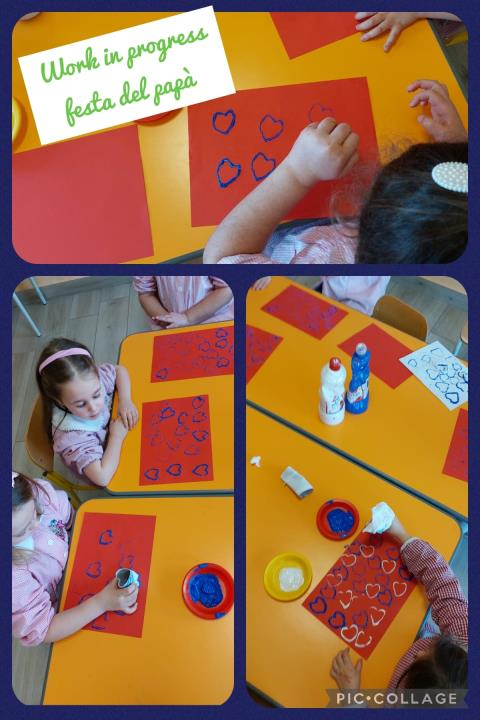 Work in progress
festa del papà
PIC•COLLAGE